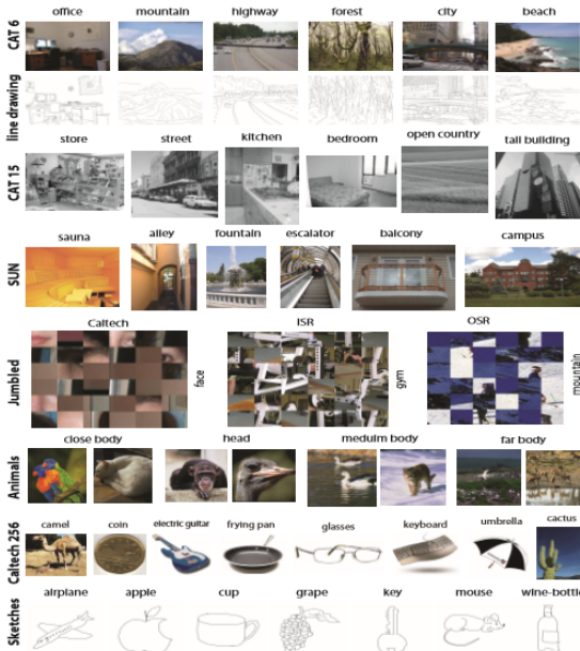 office mountain highway forest city beach
CAT 6
line drawing
store street kitchen bedroom open country tall building
CAT 15
sauna alley fountain escalator balcony campus
SUN
Caltech ISR OSR
Jumbled
face gym mountain
close body head meduim body far body
Animals
camel coin electric guitar frying pan glasses keyboard umbrella cactus
Caltech 256
airplane apple cup grape key mouse wine-bottle
Sketches